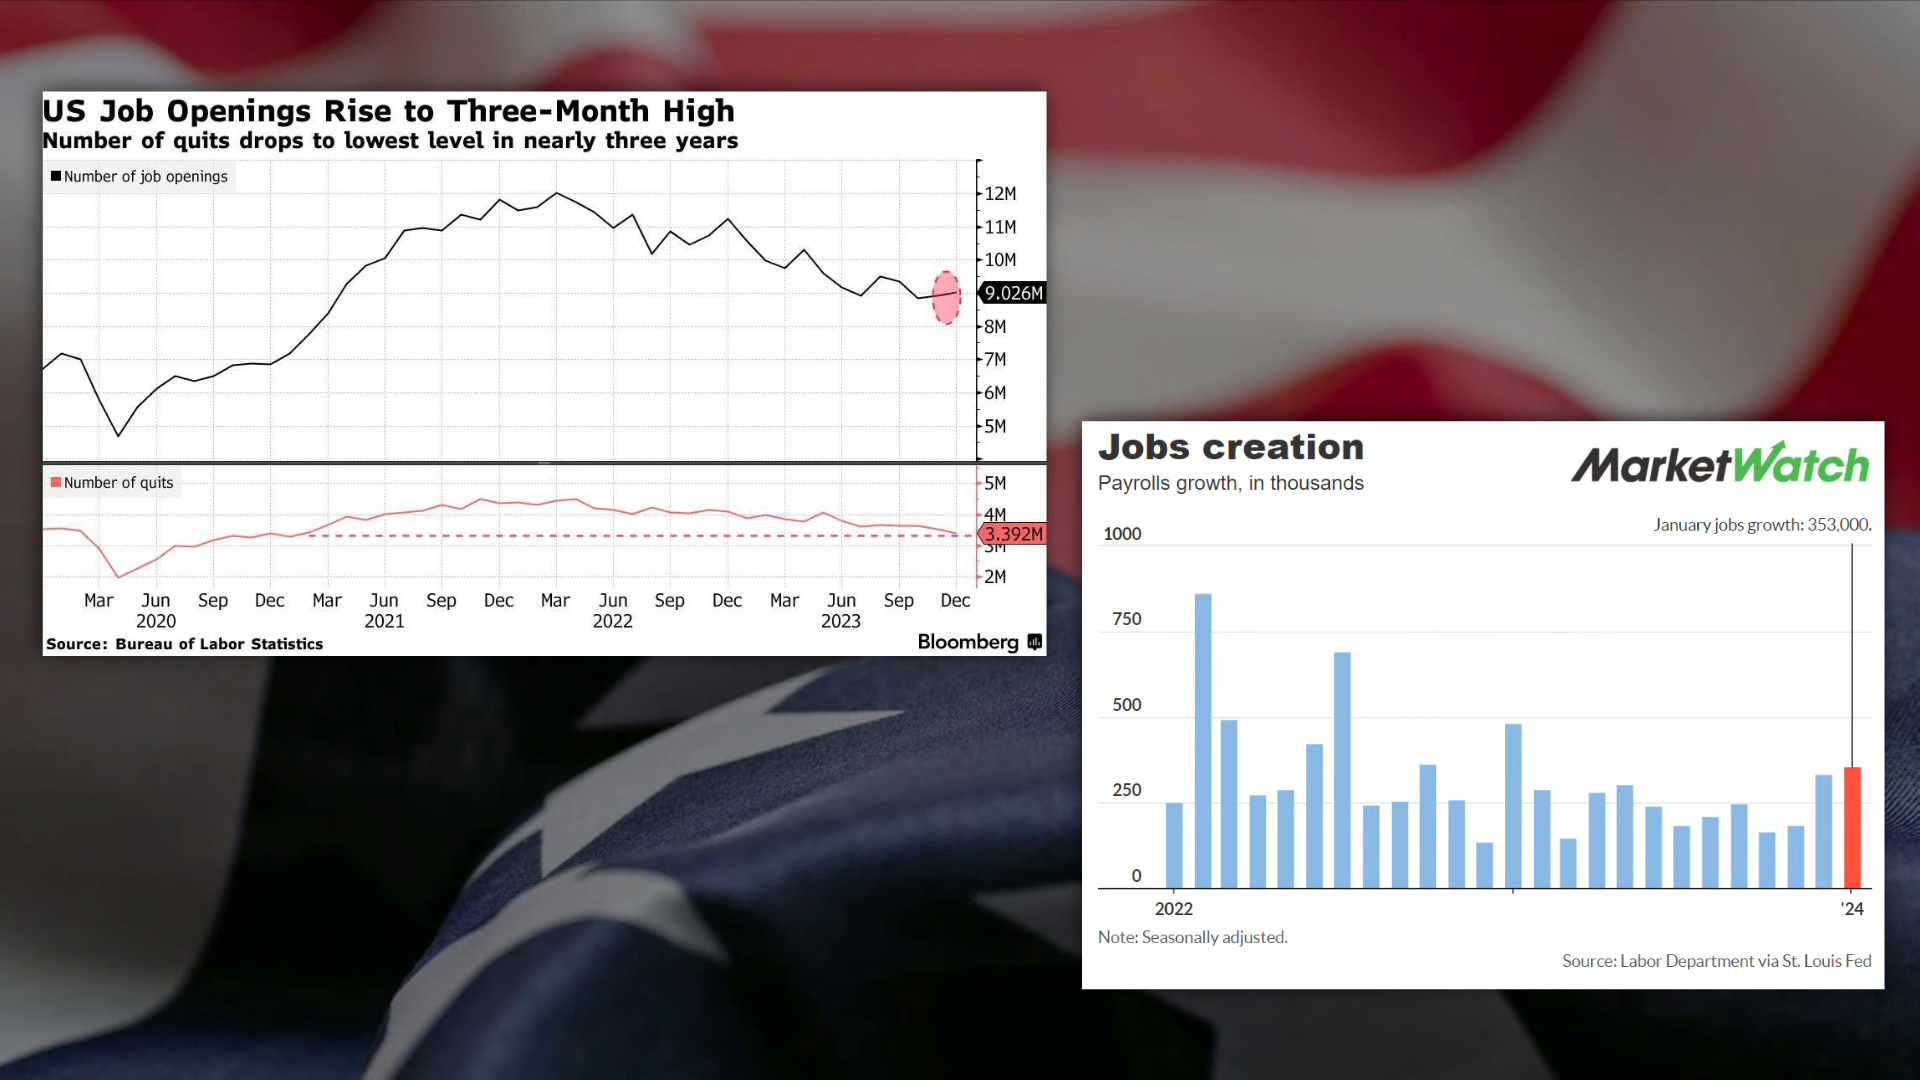 US Job Openings Rise to Three-Month High
Number of quits drops to lowest level in nearly three years
Number of job openings
12M
11M
10M
9.026M
8M
7M
6M
5M
Number of quits
5M
4M
3.392M
3M
2M
Mar Jun Sep Dec Mar Jun Sep Dec Mar Jun Sep Dec Mar Jun Sep Dec
2020 2021 2022 2023
Source: Bureau of Labor Statistics
Bloomberg
Jobs creation
MarketWatch
Payrolls growth, in thousands
January jobs growth: 353,000.
1000
750
500
250
0
2022 '24
Note: Seasonally adjusted.
Source: Labor Department via St. Louis Fed